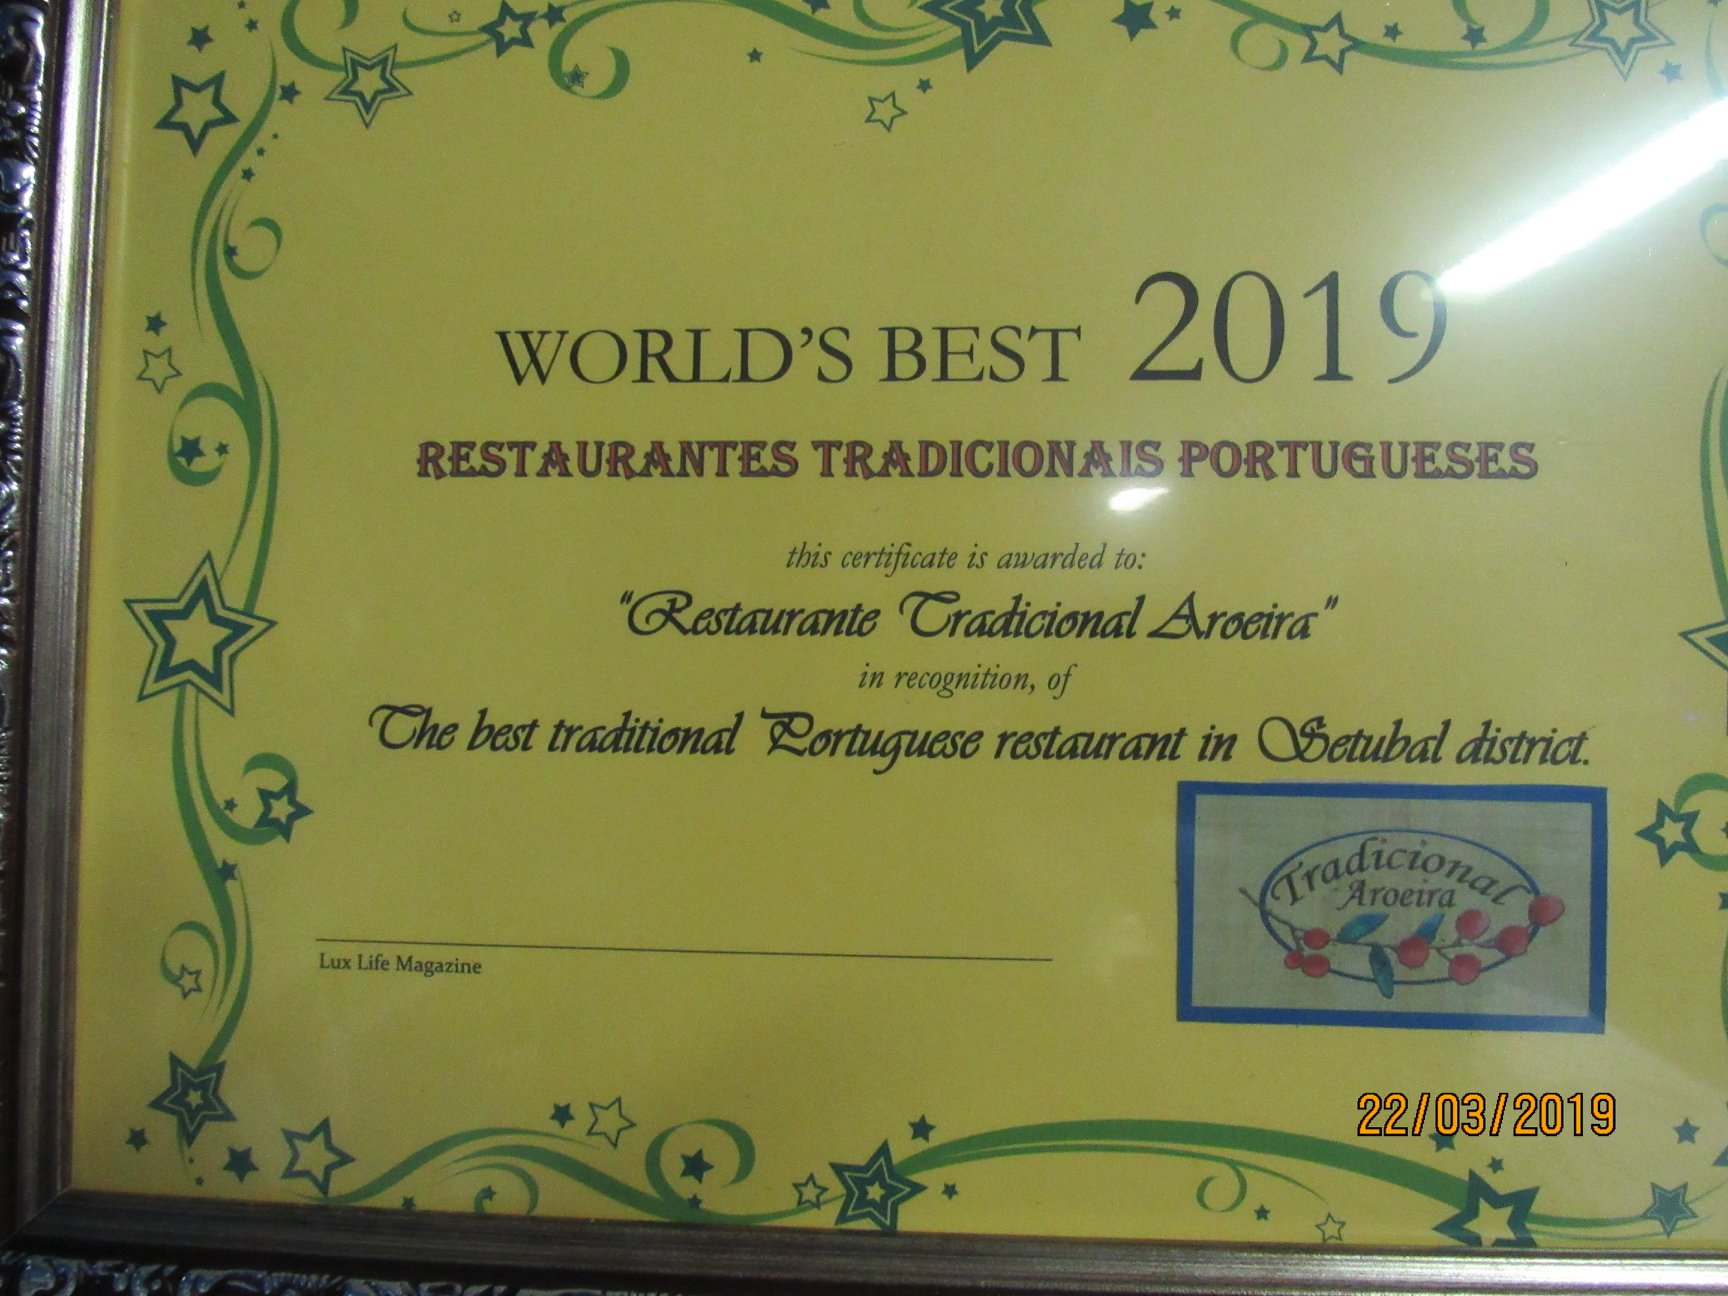 WORLD'S BEST 2019
RESTAURANTES TRADICIONAIS PORTUGUESES
this certificate is awarded to:
"Restaurante Tradicional Aroeira"
in recognition, of
The best traditional Portuguese restaurant in Setubal district.
Tradicional
Aroeira
Lux Life Magazine
22/03/2019